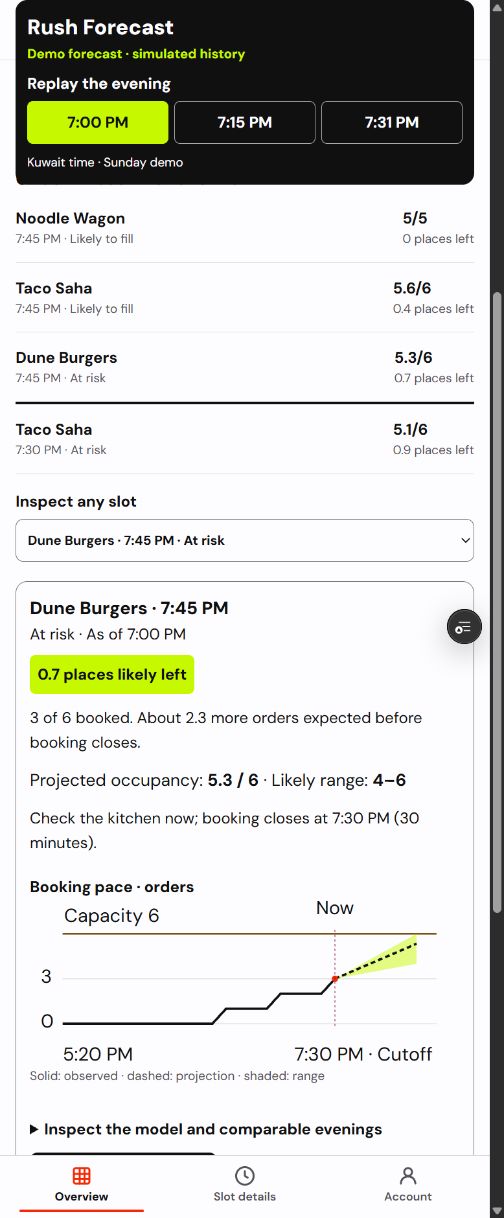 Rush Forecast
Demo forecast · simulated history
Replay the evening
7:00 PM 7:15 PM 7:31 PM
Kuwait time · Sunday demo
Noodle Wagon 5/5
7:45 PM · Likely to fill 0 places left
Taco Saha 5.6/6
7:45 PM · Likely to fill 0.4 places left
Dune Burgers 5.3/6
7:45 PM · At risk 0.7 places left
Taco Saha 5.1/6
7:30 PM · At risk 0.9 places left
Inspect any slot
Dune Burgers · 7:45 PM · At risk
Dune Burgers · 7:45 PM
At risk · As of 7:00 PM
0.7 places likely left
3 of 6 booked. About 2.3 more orders expected before
booking closes.
Projected occupancy: 5.3 / 6 · Likely range: 4–6
Check the kitchen now; booking closes at 7:30 PM (30
minutes).
Booking pace · orders
Capacity 6 Now
3
0
5:20 PM 7:30 PM · Cutoff
Solid: observed · dashed: projection · shaded: range
Inspect the model and comparable evenings
Overview Slot details Account